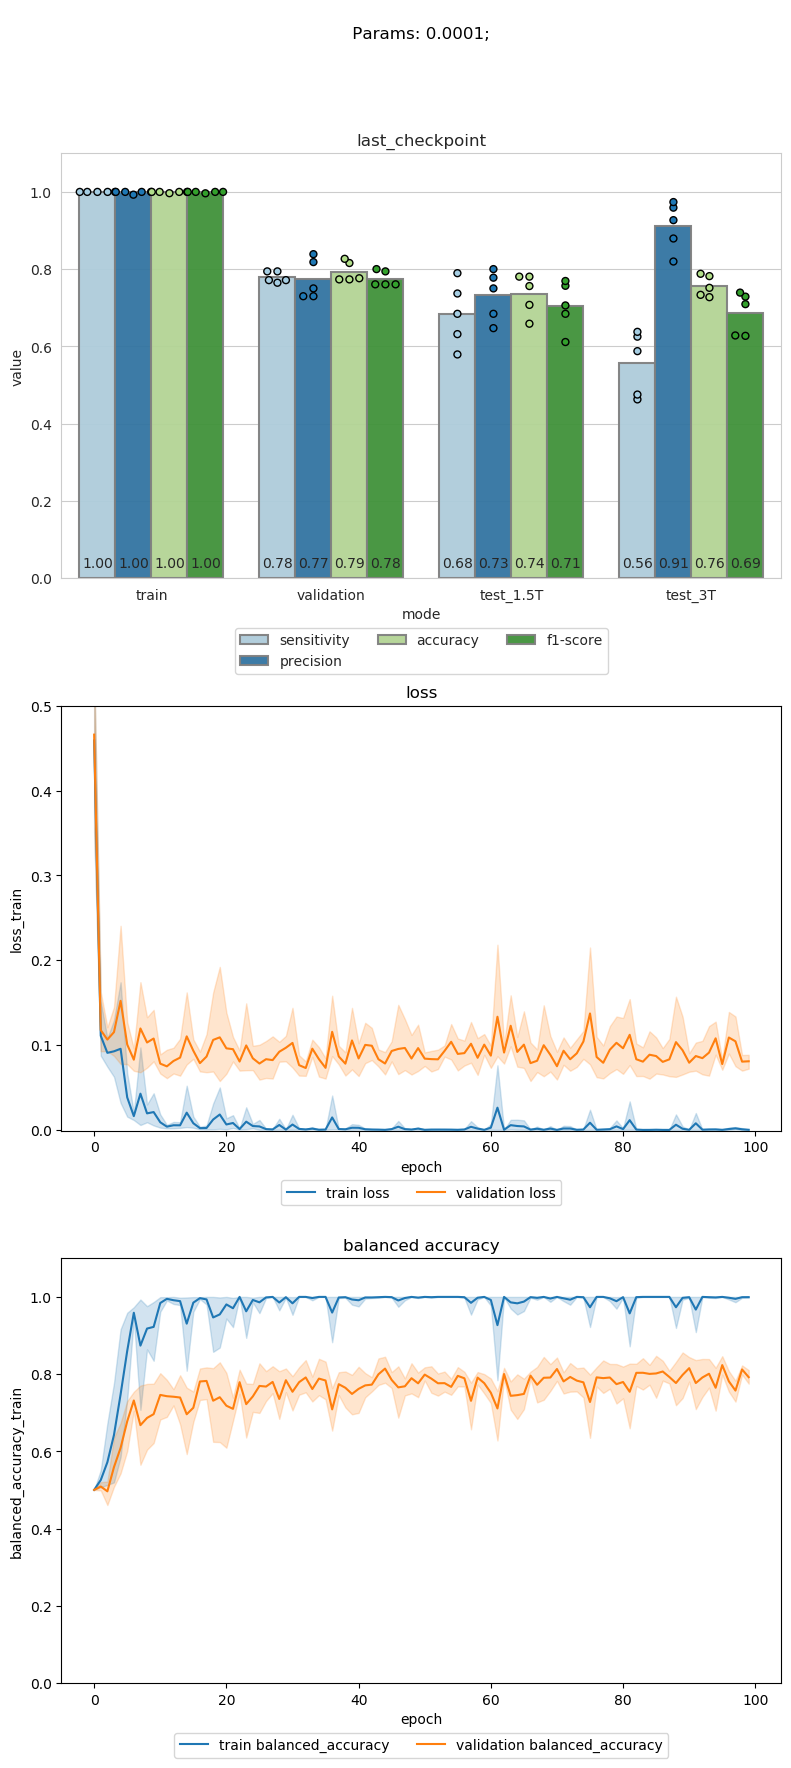 Params: 0.0001;
last_checkpoint
value
1.0
0.8
0.6
0.4
0.2
0.0
1.00 1.00 1.00 1.00 0.78 0.77 0.79 0.78 0.68 0.73 0.74 0.71 0.56 0.91 0.76 0.69
train validation test_1.5T test_3T
mode
sensitivity accuracy f1-score
precision
loss
loss_train
0.5
0.4
0.3
0.2
0.1
0.0
0 20 40 60 80 100
epoch
train loss validation loss
balanced accuracy
balanced_accuracy_train
1.0
0.8
0.6
0.4
0.2
0.0
0 20 40 60 80 100
epoch
train balanced_accuracy validation balanced_accuracy